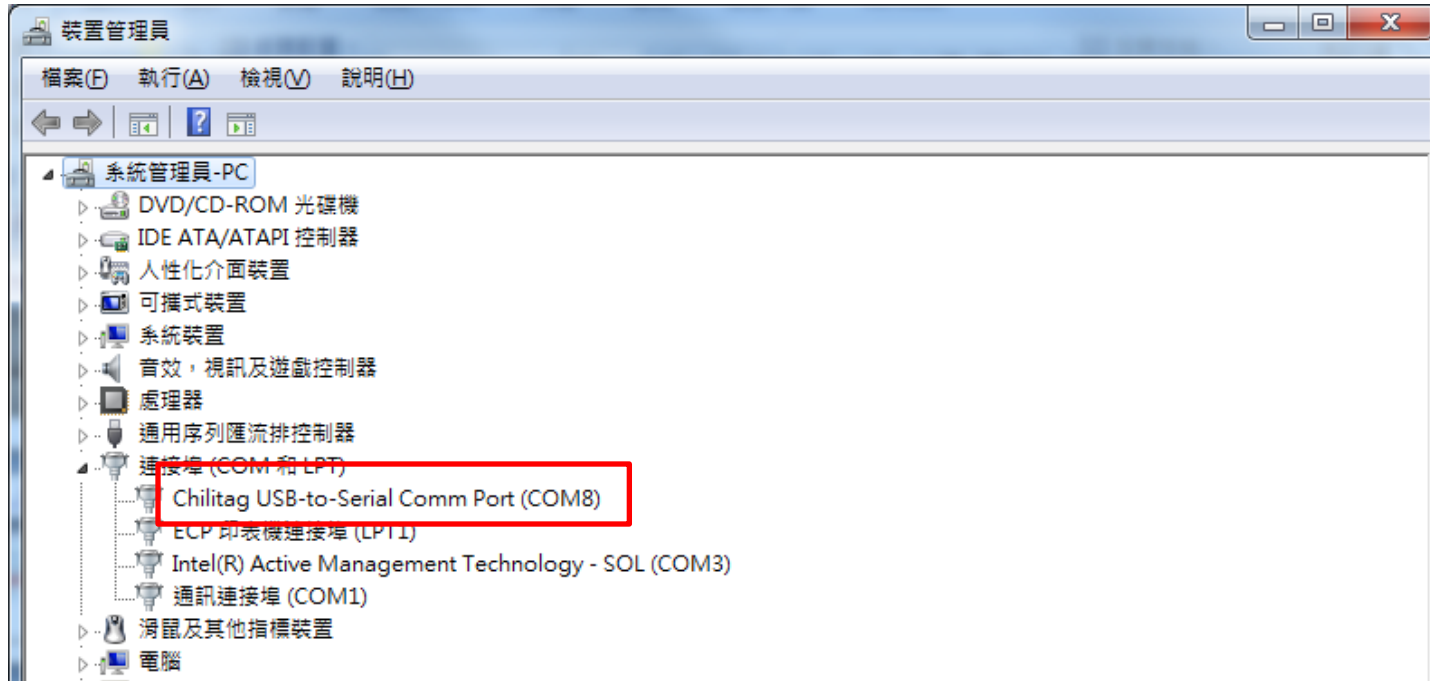 裝置管理員
檔案(F) 執行(A) 檢視(V) 說明(H)
系統管理員-PC
DVD/CD-ROM 光碟機
IDE ATA/ATAPI 控制器
人性化介面裝置
可攜式裝置
系統裝置
音效，視訊及遊戲控制器
處理器
通用序列匯流排控制器
連接埠 (COM 和 LPT)
Chilitag USB-to-Serial Comm Port (COM8)
ECP 印表機連接埠 (LPT1)
Intel(R) Active Management Technology - SOL (COM3)
通訊連接埠 (COM1)
滑鼠及其他指標裝置
電腦